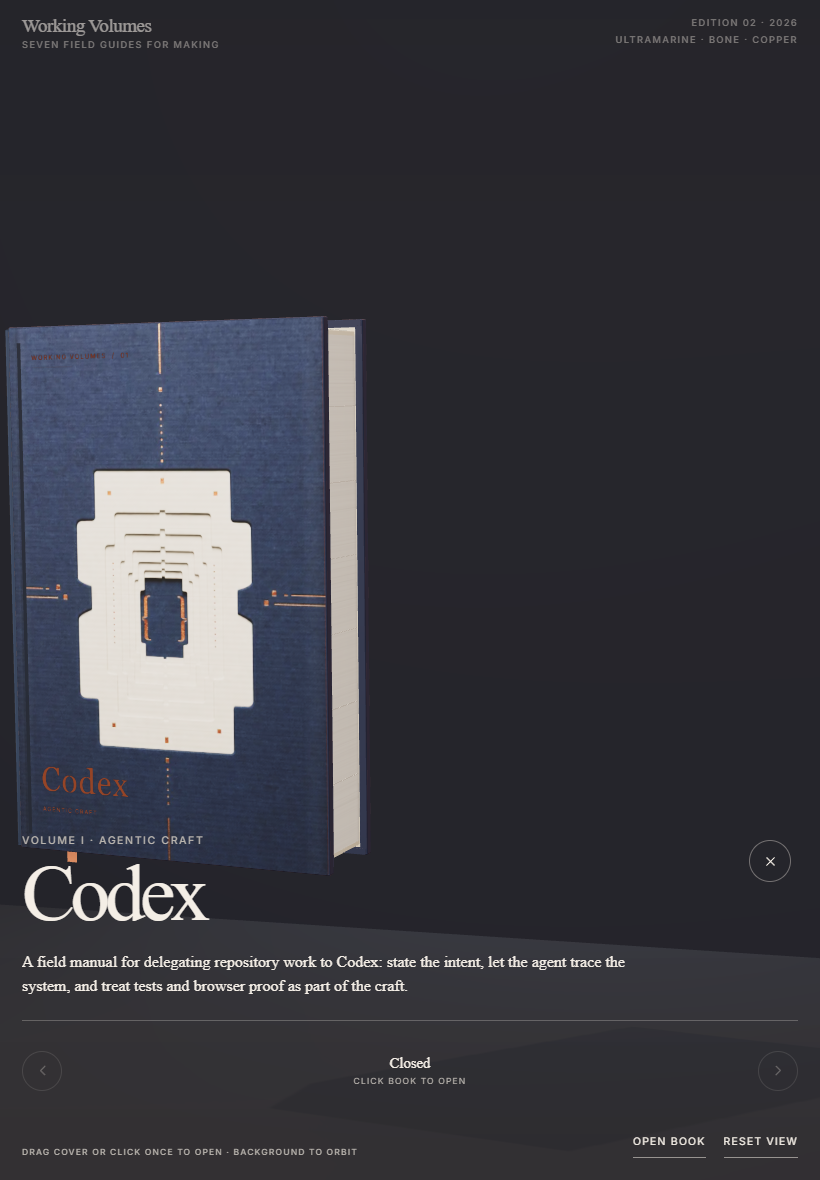 Working Volumes
SEVEN FIELD GUIDES FOR MAKING
EDITION 02 · 2026
ULTRAMARINE · BONE · COPPER
WORKING VOLUMES
Codex
VOLUME I · AGENTIC CRAFT
Codex
A field manual for delegating repository work to Codex: state the intent, let the agent trace the
system, and treat tests and browser proof as part of the craft.
Closed
CLICK BOOK TO OPEN
DRAG COVER OR CLICK ONCE TO OPEN · BACKGROUND TO ORBIT
OPEN BOOK
RESET VIEW